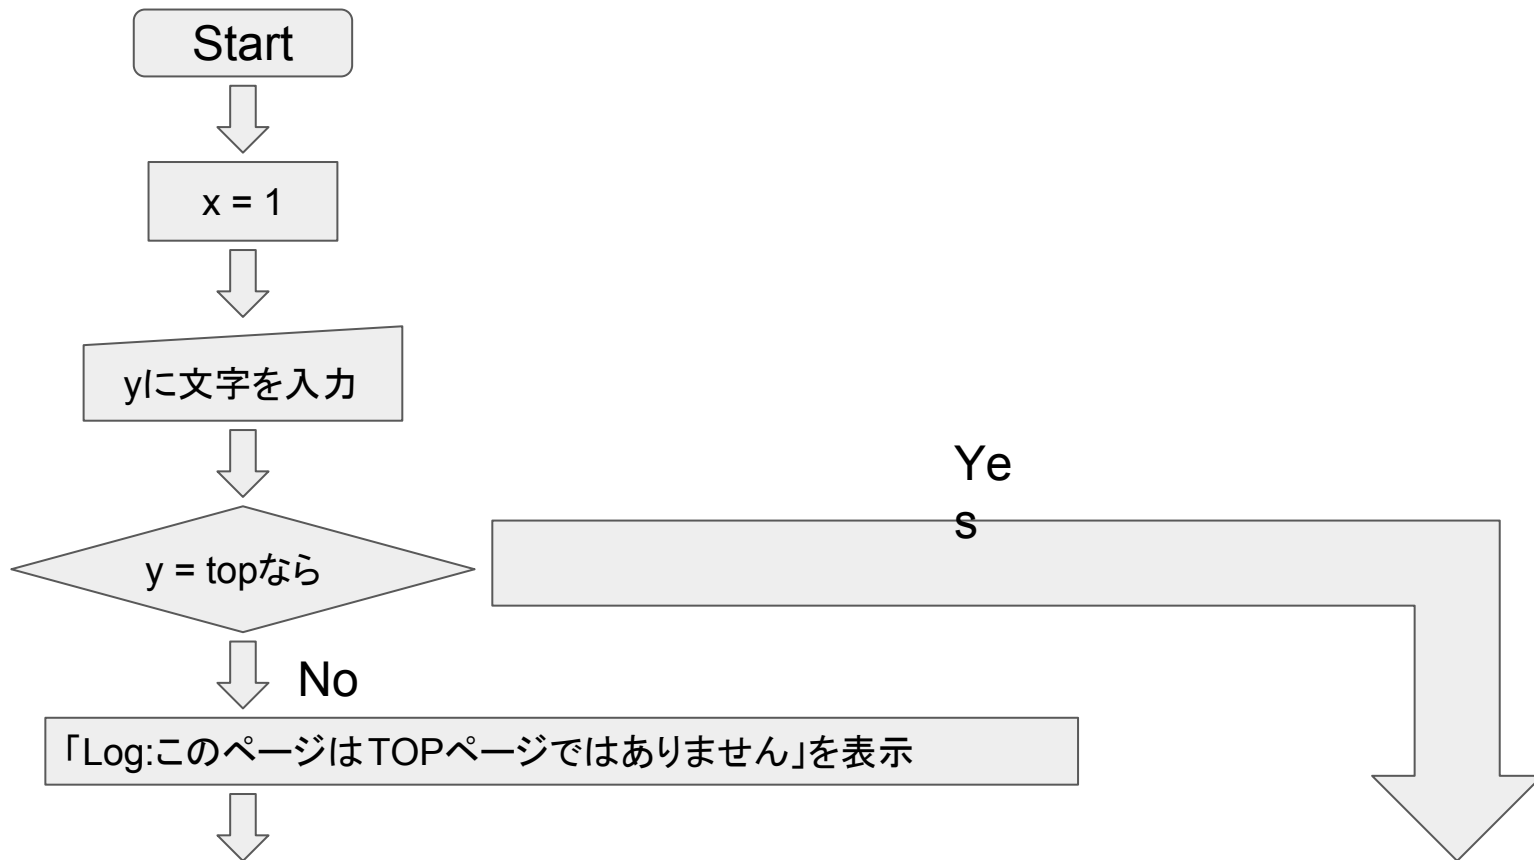 Start
x = 1
yに文字を入力
Ye
s
y = topなら
No
「Log:このページはTOPページではありません」を表示